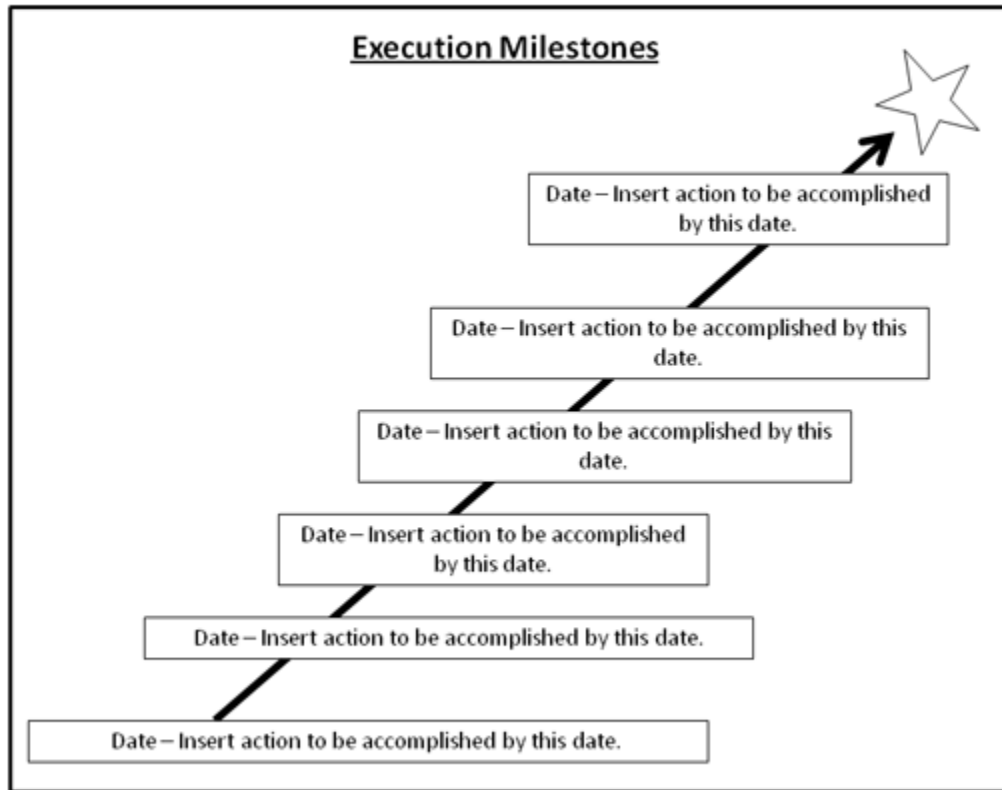 Execution Milestones
Date – Insert action to be accomplished
by this date.
Date – Insert action to be accomplished by this
date.
Date – Insert action to be accomplished by this
date.
Date – Insert action to be accomplished
by this date.
Date – Insert action to be accomplished by this date.
Date – Insert action to be accomplished by this date.